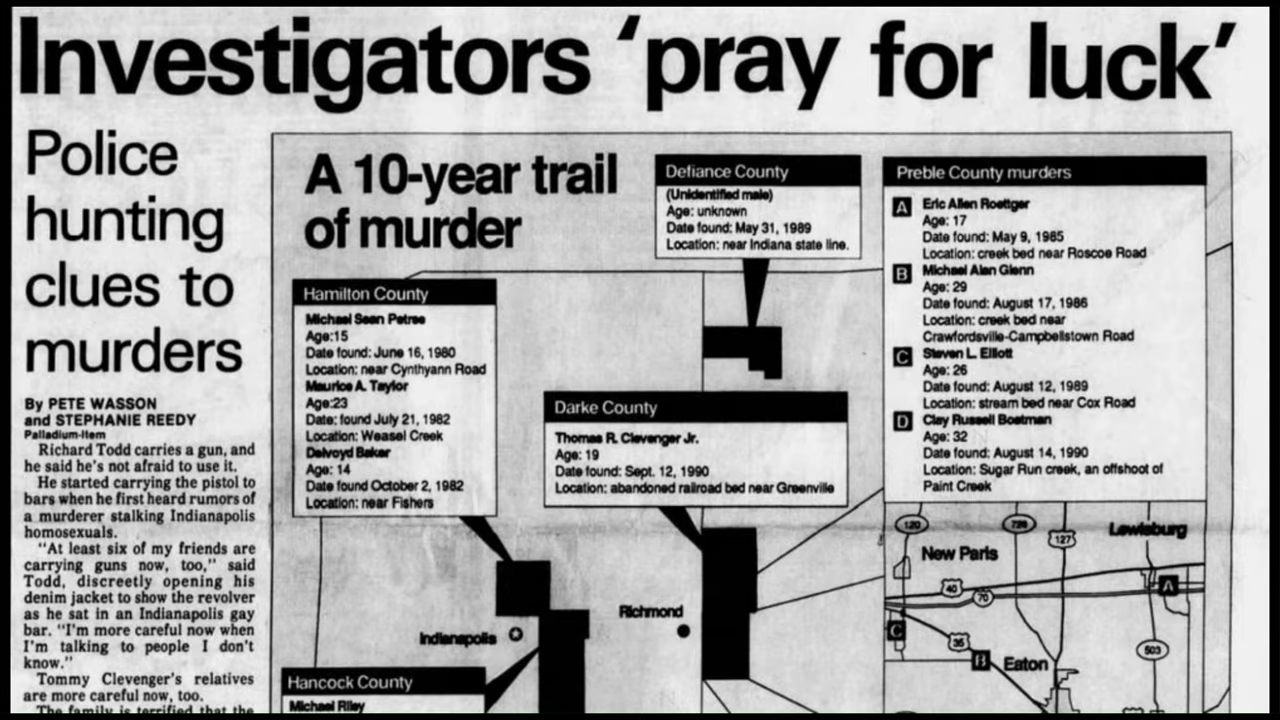 Investigators ‘pray for luck’
Police
hunting
clues to
murders
By PETE WASSON
and STEPHANIE REEDY
Palladium-Item
Richard Todd carries a gun, and
he said he's not afraid to use it.
He started carrying the pistol to
bars when he first heard rumors of
a murderer stalking Indianapolis
homosexuals.
"At least six of my friends are
carrying guns now, too," said
Todd, discreetly opening his
denim jacket to show the revolver
as he sat in an Indianapolis gay
bar. "I'm more careful now when
I'm talking to people I don't
know."
Tommy Clevenger's relatives
are more careful now, too.
The family is terrified that the
A 10-year trail
of murder
Hamilton County
Michael Sean Petree
Age:15
Date found: June 16, 1980
Location: near Cynthyann Road
Maurice A. Taylor
Age:23
Date: found July 21, 1982
Location: Weasel Creek
Delvoyd Baker
Age: 14
Date found October 2, 1982
Location: near Fishers
Defiance County
(Unidentified male)
Age: unknown
Date found: May 31, 1989
Location: near Indiana state line.
Darke County
Thomas R. Clevenger Jr.
Age: 19
Date found: Sept. 12, 1990
Location: abandoned railroad bed near Greenville
Preble County murders
A Eric Allen Roettger
Age: 17
Date found: May 9, 1985
Location: creek bed near Roscoe Road
B Michael Alan Glenn
Age: 29
Date found: August 17, 1986
Location: creek bed near
Crawfordsville-Campbellstown Road
C Steven L. Elliott
Age: 26
Date found: August 12, 1989
Location: stream bed near Cox Road
D Clay Russell Boatman
Age: 32
Date found: August 14, 1990
Location: Sugar Run creek, an offshoot of
Paint Creek
Indianapolis
Richmond
Hancock County
Michael Riley
120
726
127
Lewisburg
New Paris
40
70
A
C
35
B
Eaton
503